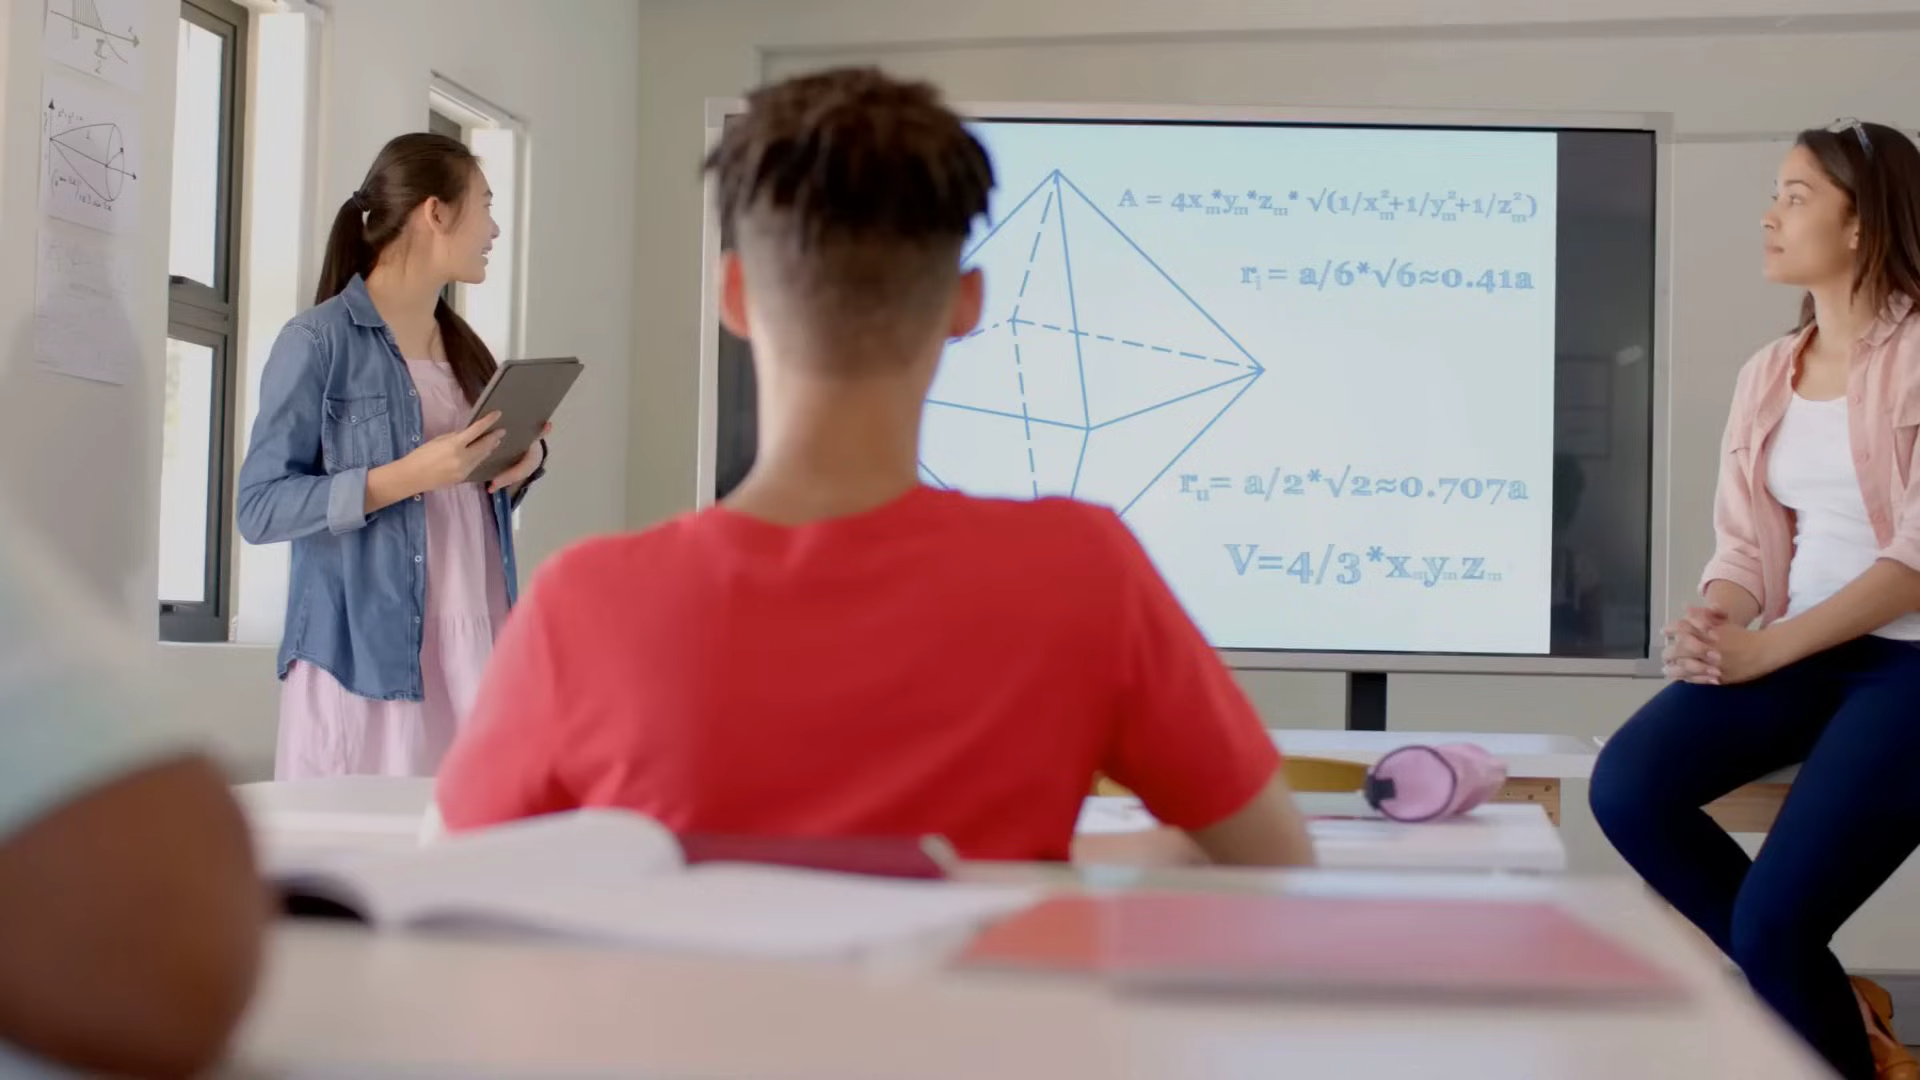 π/2
A = 4xₘ*yₘ*zₘ* √(1/xₘ²+1/yₘ²+1/zₘ²)
rᵢ = a/6*√6≈0.41a
rᵤ= a/2*√2≈0.707a
V=4/3*xₘyₘzₘ